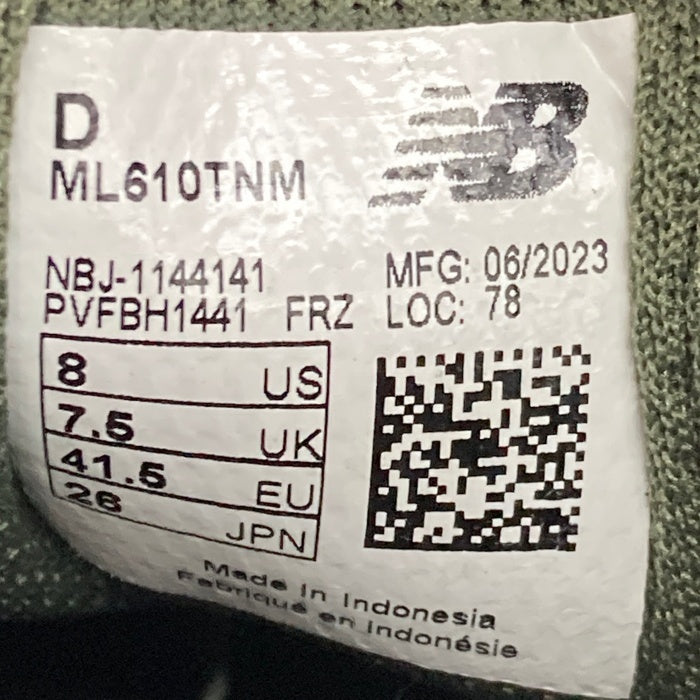 D
NB
ML610TNM
NBJ-1144141
PVFBH1441 FRZ
MFG: 06/2023
LOC: 78
8 US
7.5 UK
41.5 EU
26 JPN
Made in Indonesia
Fabriqué en Indonésie